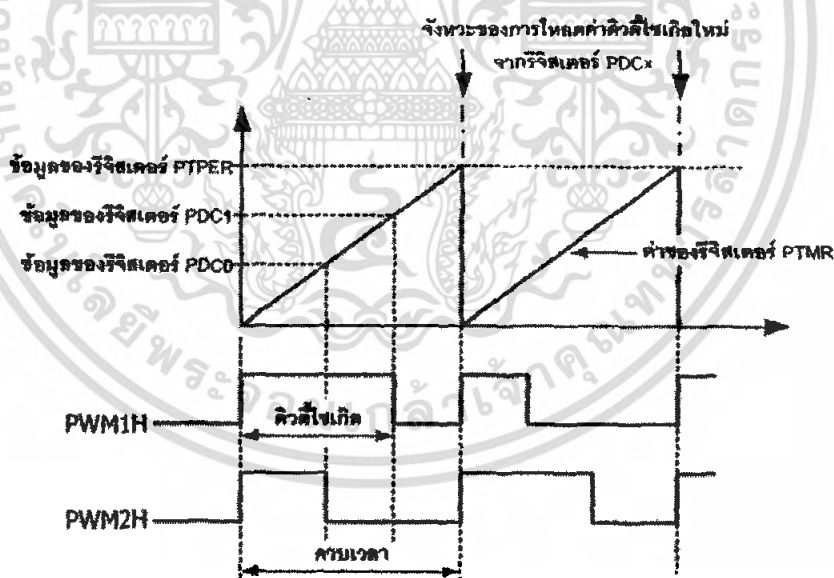 จังหวะของการโหลดค่าดิวตี้ไซเกิลใหม่
จากรีจิสเตอร์ PDCx
ข้อมูลของรีจิสเตอร์ PTPER
ข้อมูลของรีจิสเตอร์ PDC1
ข้อมูลของรีจิสเตอร์ PDC0
ค่าของรีจิสเตอร์ PTMR
PWM1H
ดิวตี้ไซเกิล
PWM2H
คาบเวลา